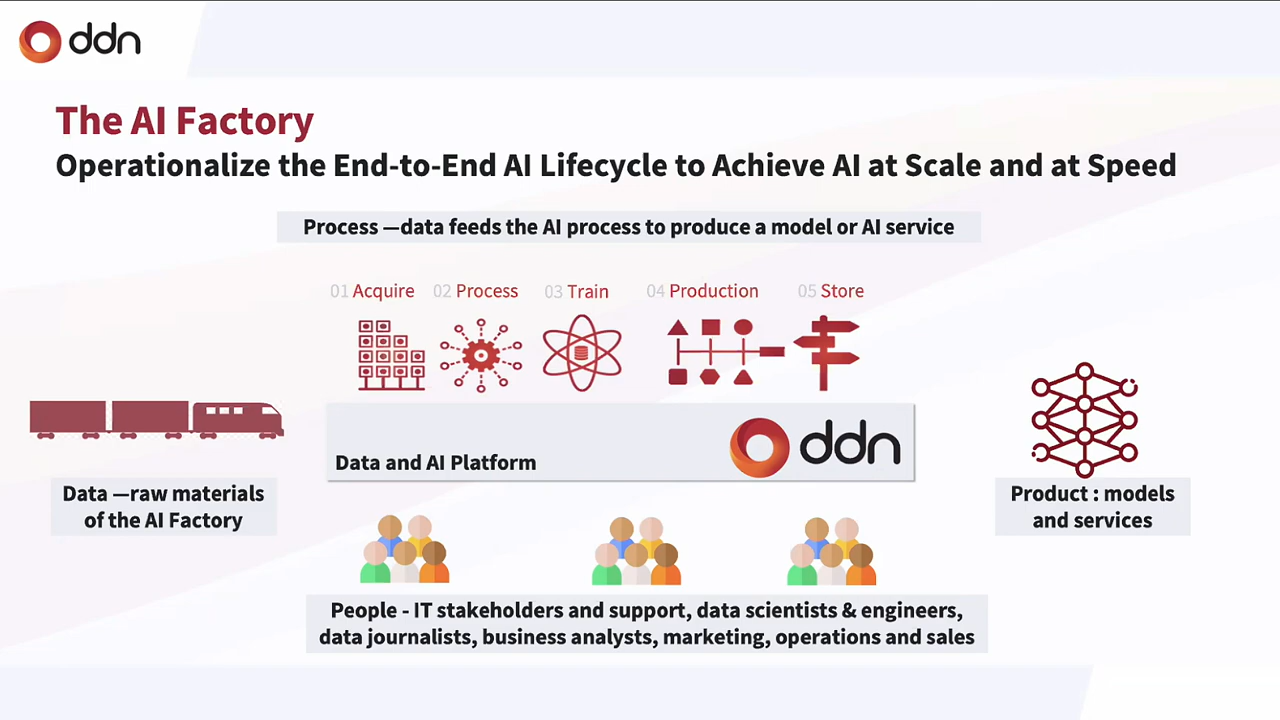 ddn
The AI Factory
Operationalize the End-to-End AI Lifecycle to Achieve AI at Scale and at Speed
Process —data feeds the AI process to produce a model or AI service
01 Acquire 02 Process 03 Train 04 Production 05 Store
Data and AI Platform
ddn
Data —raw materials
of the AI Factory
Product : models
and services
People - IT stakeholders and support, data scientists & engineers,
data journalists, business analysts, marketing, operations and sales